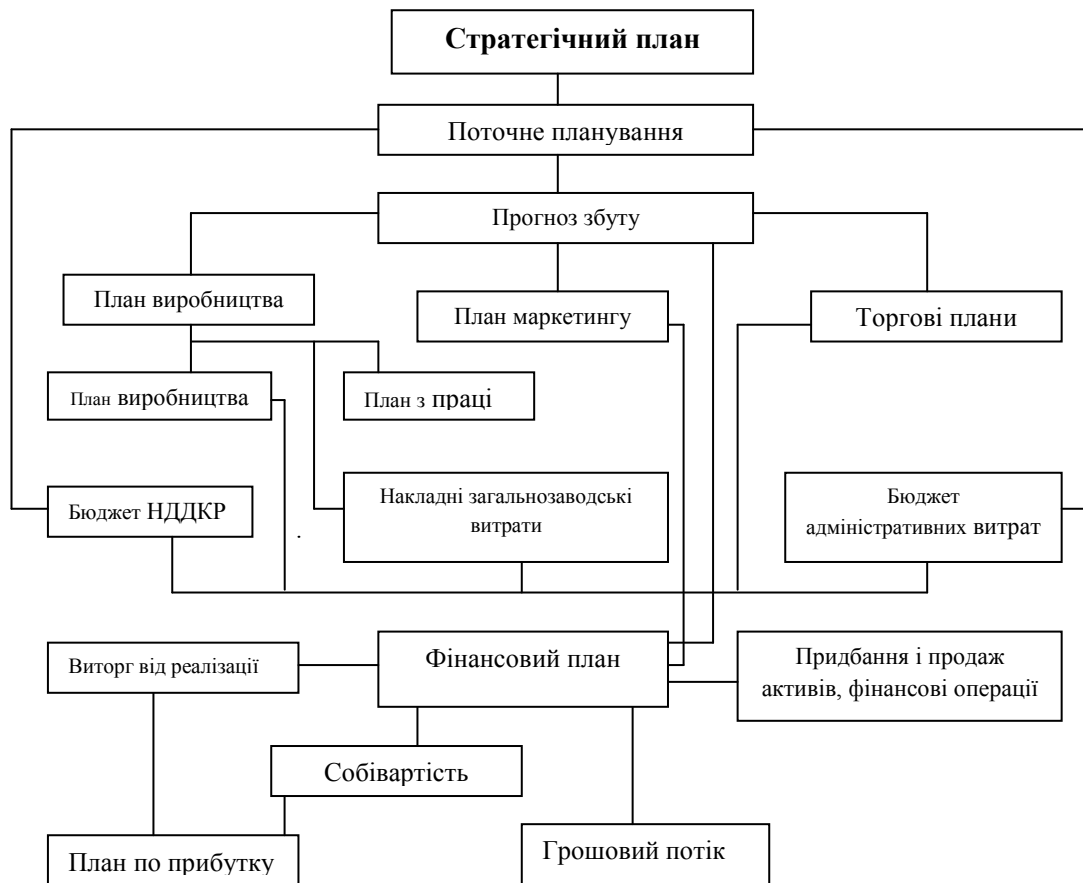 Стратегічний план
Поточне планування
Прогноз збуту
План виробництва
План маркетингу
Торгові плани
План виробництва
План з праці
Бюджет НДДКР
Накладні загальнозаводські
витрати
Бюджет
адміністративних витрат
.
Виторг від реалізації
Фінансовий план
Придбання і продаж
активів, фінансові операції
Собівартість
План по прибутку
Грошовий потік